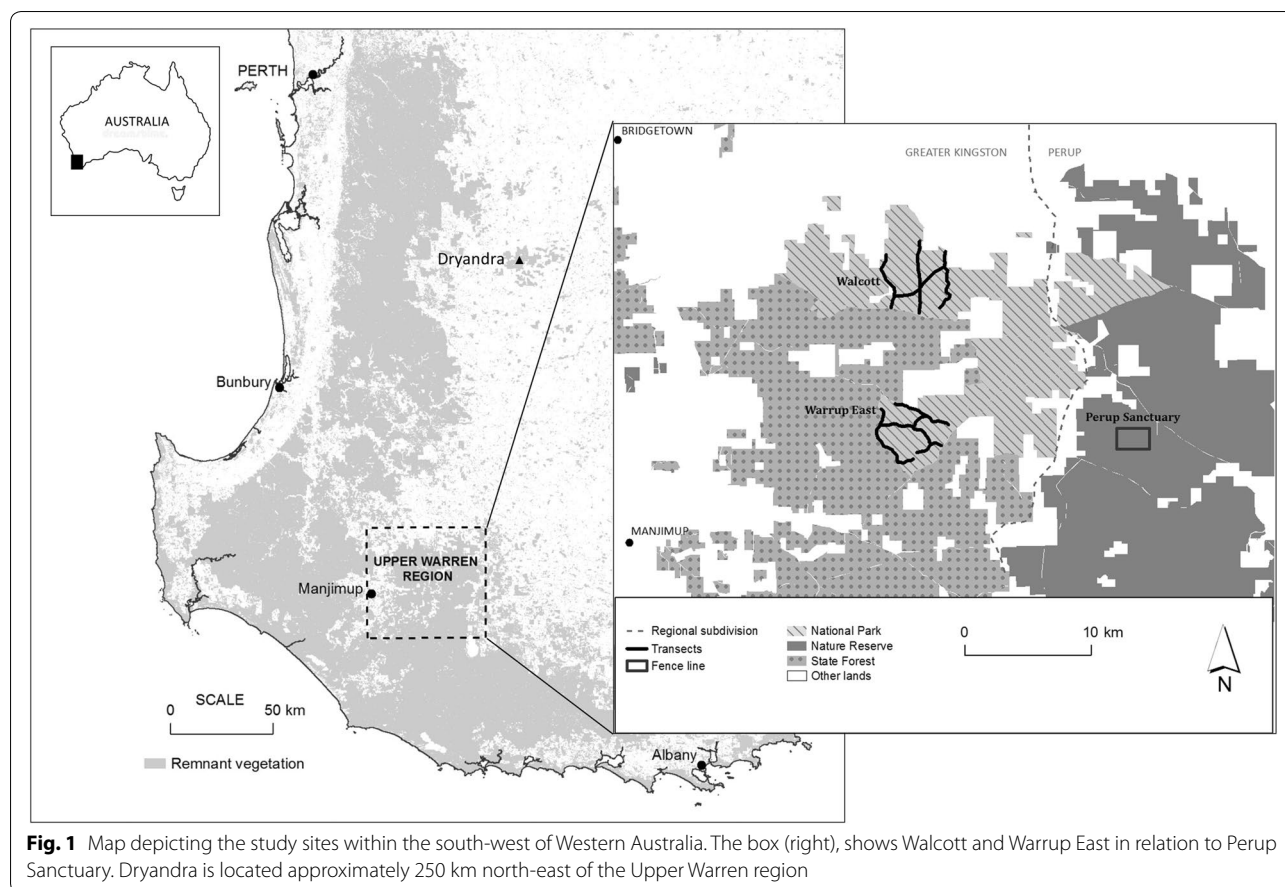 AUSTRALIA
PERTH
Dryandra
Bunbury
UPPER WARREN
REGION
Manjimup
SCALE
0 50 km
Remnant vegetation
Albany
BRIDGETOWN
GREATER KINGSTON PERUP
Walcott
Warrup East
Perup Sanctuary
MANJIMUP
Regional subdivision
Transects
Fence line
National Park
Nature Reserve
State Forest
Other lands
0 10 km
N
Fig. 1 Map depicting the study sites within the south-west of Western Australia. The box (right), shows Walcott and Warrup East in relation to Perup
Sanctuary. Dryandra is located approximately 250 km north-east of the Upper Warren region